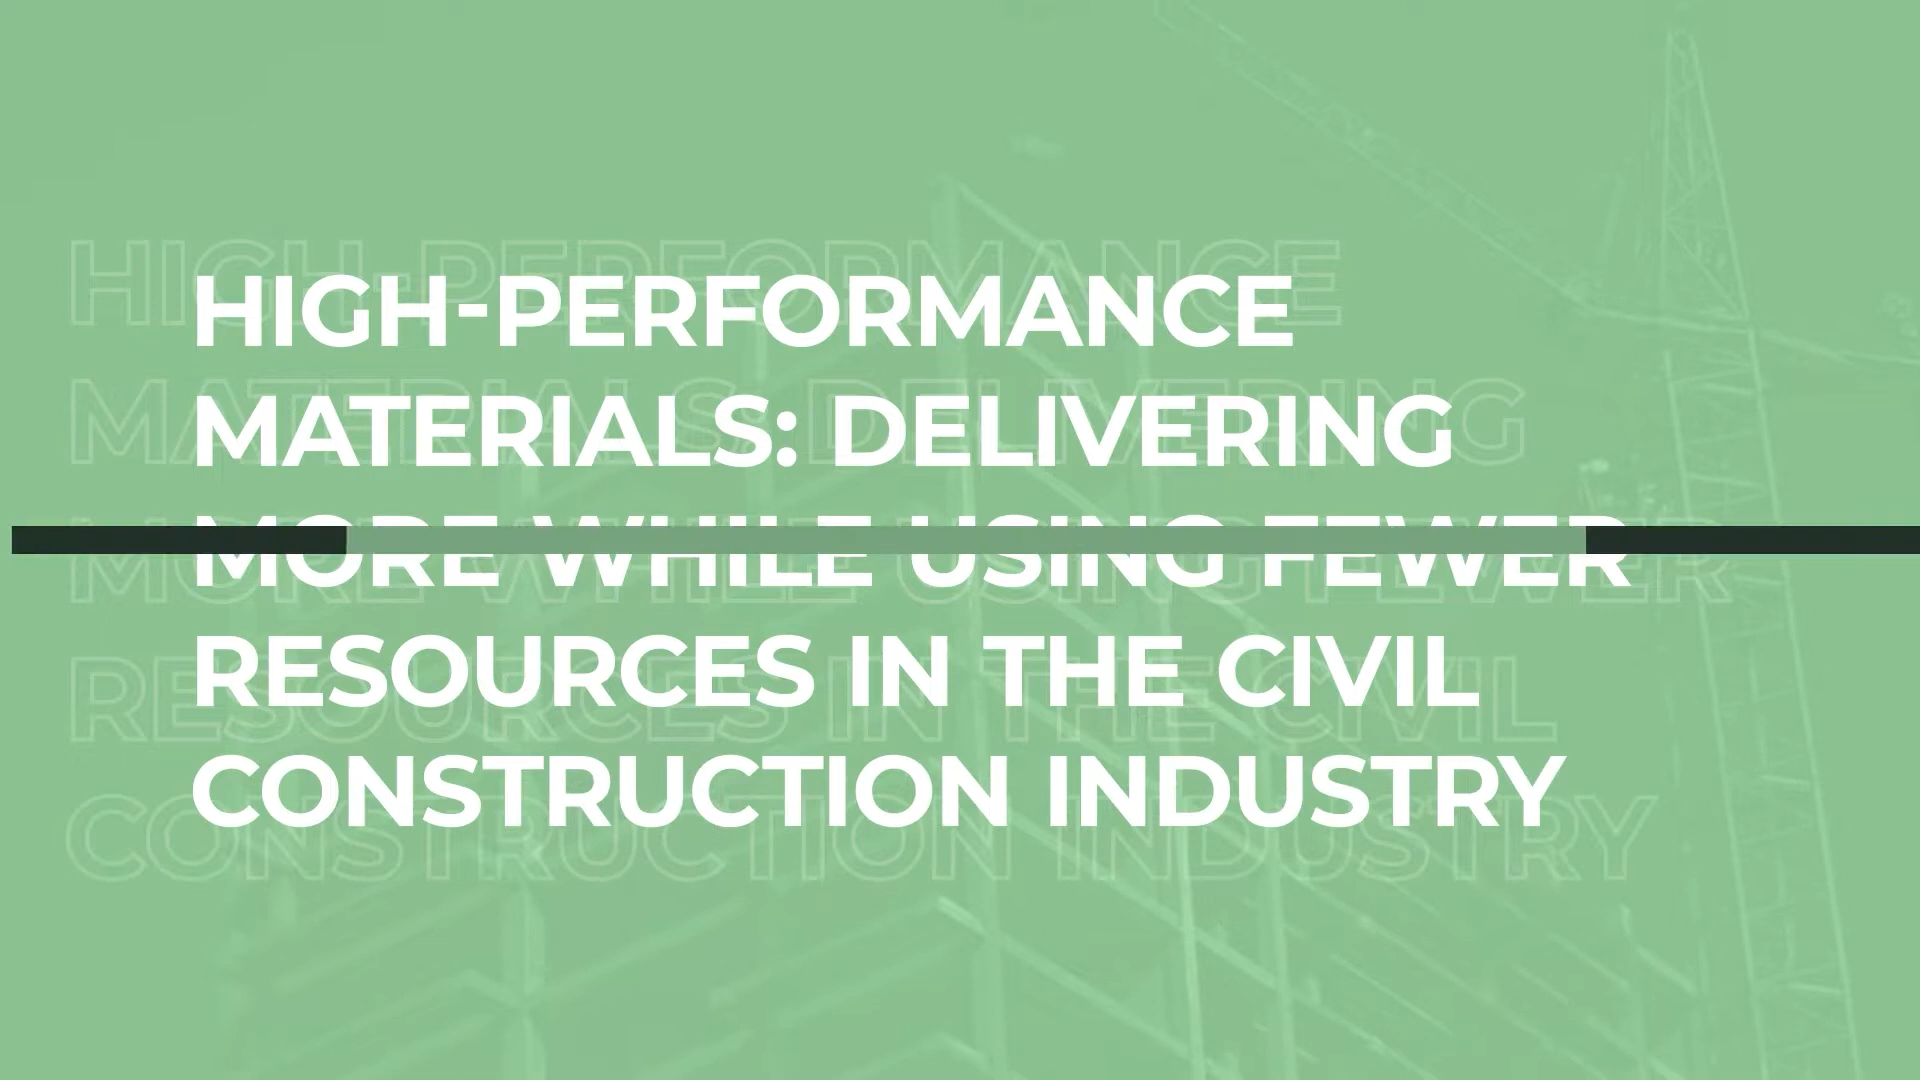 HIGH-PERFORMANCE
MATERIALS: DELIVERING
MORE WHILE USING FEWER
RESOURCES IN THE CIVIL
CONSTRUCTION INDUSTRY